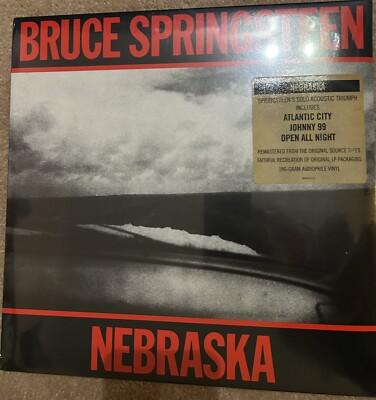 BRUCE SPRINGSTEEN
NEBRASKA
SPRINGSTEEN'S SOLO ACOUSTIC TRIUMPH
INCLUDES
ATLANTIC CITY
JOHNNY 99
OPEN ALL NIGHT
REMASTERED FROM THE ORIGINAL SOURCE TAPES
FAITHFUL RECREATION OF ORIGINAL LP PACKAGING
180-GRAM AUDIOPHILE VINYL
NEBRASKA